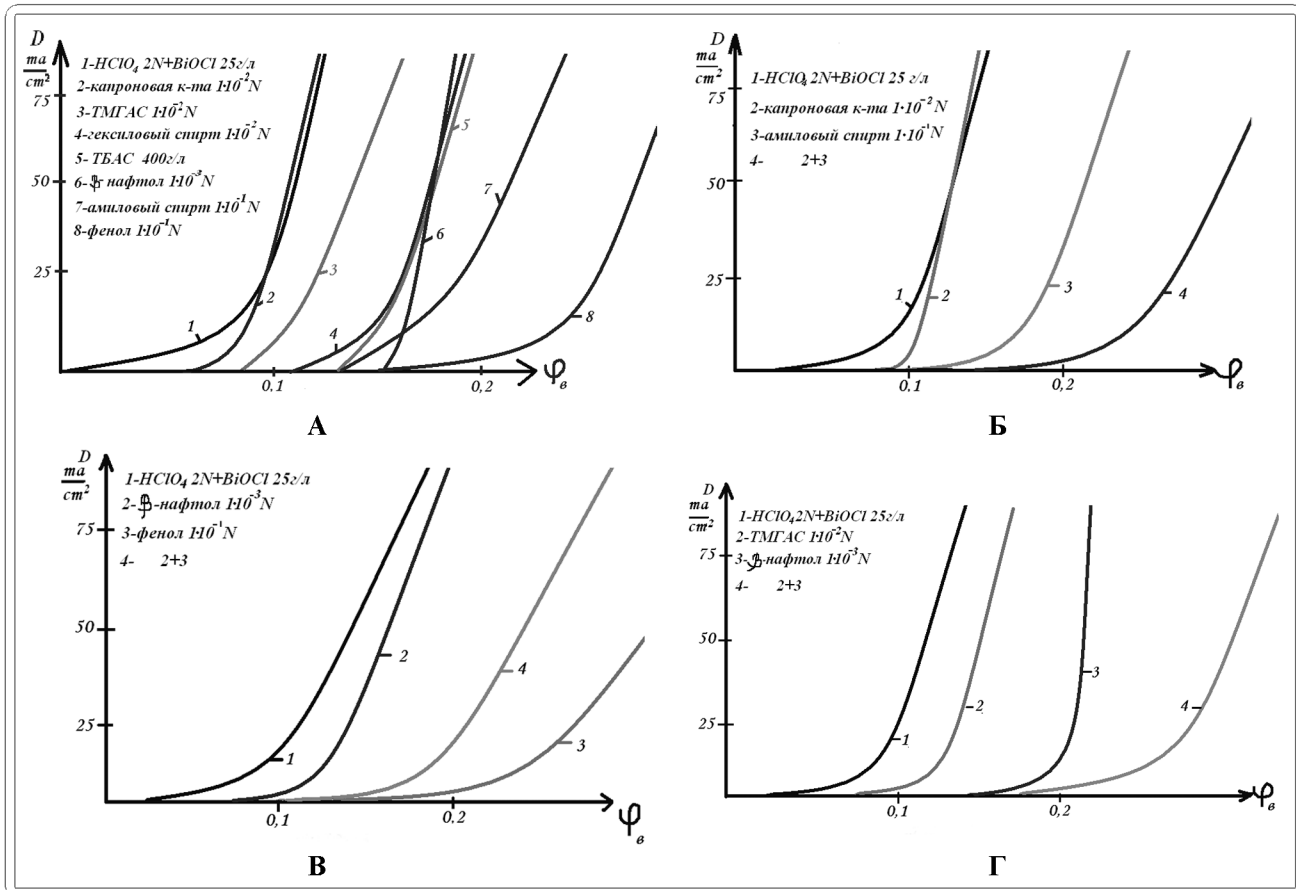 D
ma
cm²
75
50
25
1-HClO₄ 2N+BiOCl 25г/л
2-капроновая к-та 1·10⁻²N
3-ТМГАС 1·10⁻²N
4-гексиловый спирт 1·10⁻²N
5- ТБАС 400г/л
6-β- нафтол 1·10⁻³N
7-амиловый спирт 1·10⁻¹N
8-фенол 1·10⁻¹N
1
2
3
4
5
6
7
8
0.1
0,2
φв
А
D
ma
cm²
75
50
25
1-HClO₄ 2N+BiOCl 25 г/л
2-капроновая к-та 1·10⁻²N
3-амиловый спирт 1·10⁻¹N
4- 2+3
1
2
3
4
0.1
0,2
φв
Б
D
ma
cm²
75
50
25
1-HClO₄ 2N+BiOCl 25г/л
2-β-нафтол 1·10⁻³N
3-фенол 1·10⁻¹N
4- 2+3
1
2
4
3
0,1
0,2
φв
В
D
ma
cm²
75
50
25
1-HClO₄2N+BiOCl 25г/л
2-ТМГАС 1·10⁻²N
3-β-нафтол 1·10⁻³N
4- 2+3
1
2
3
4
0.1
0.2
φв
Г